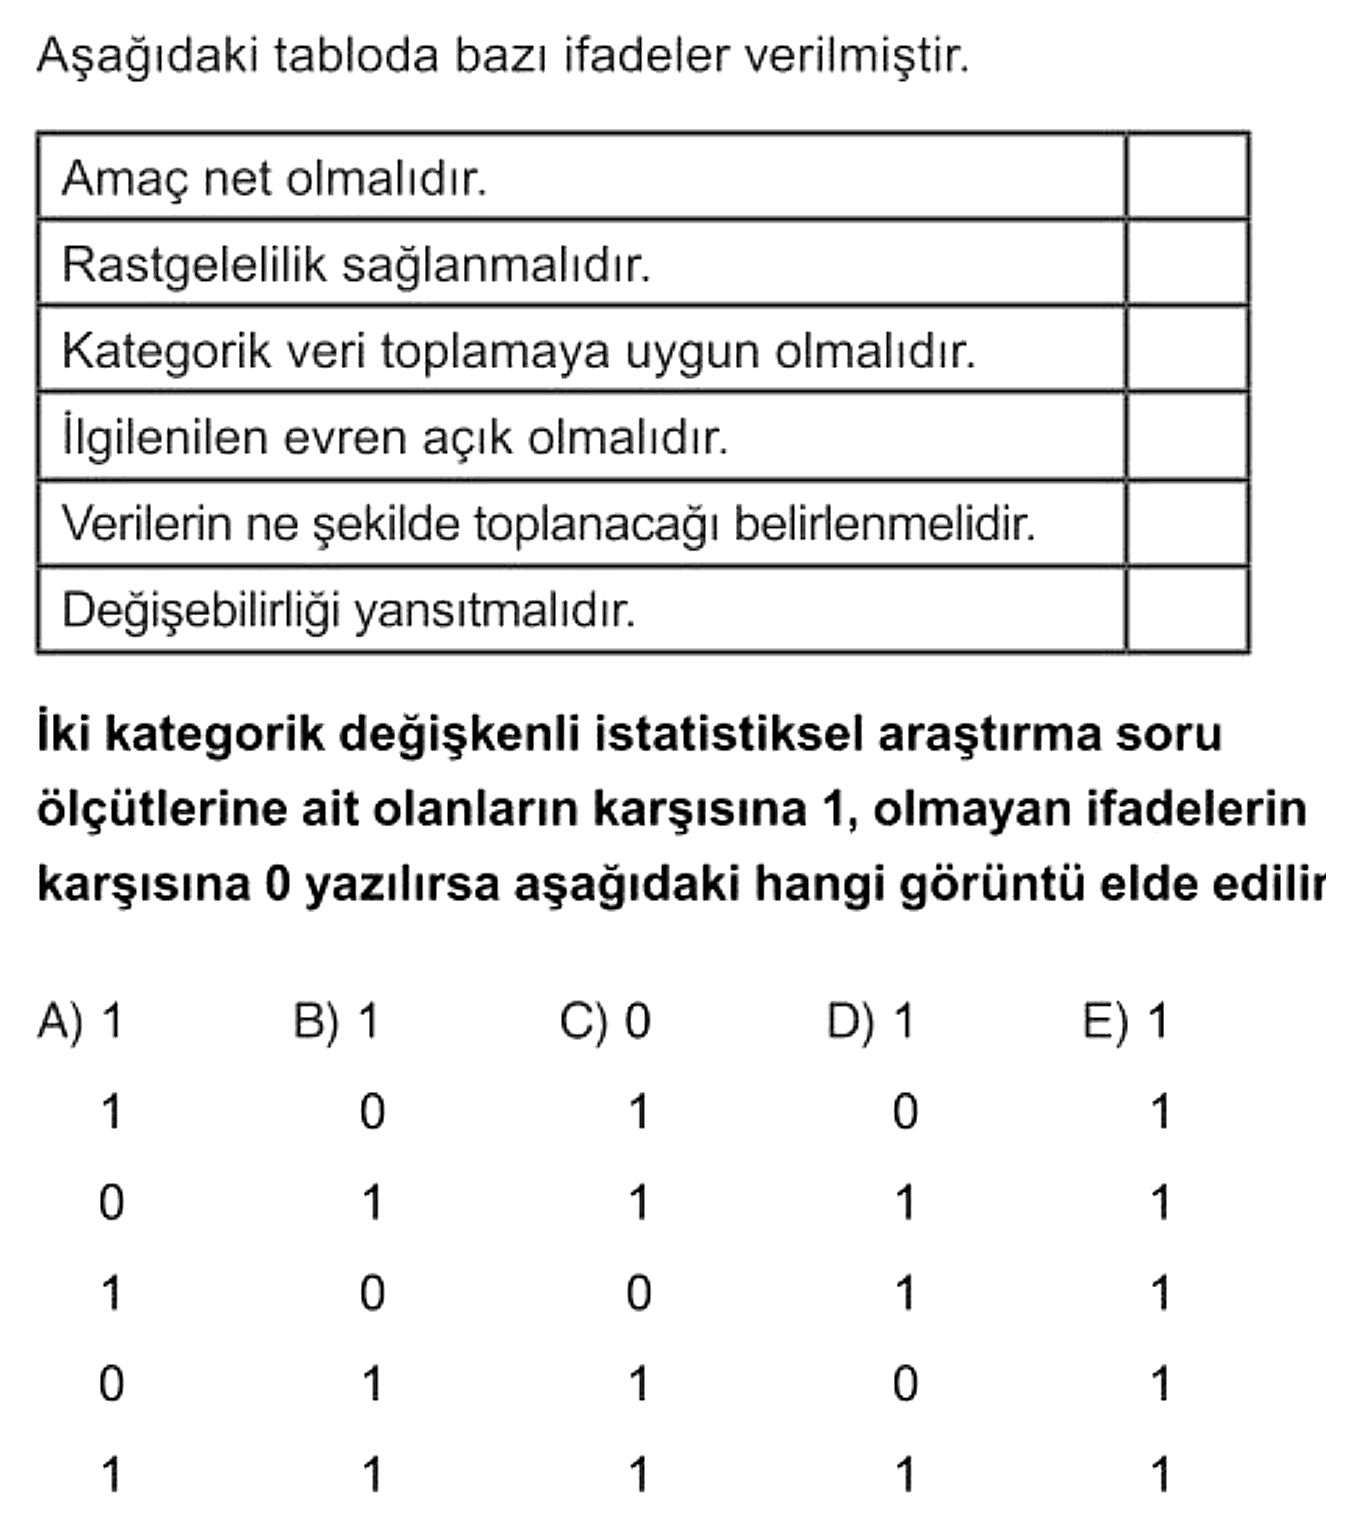 Aşağıdaki tabloda bazı ifadeler verilmiştir.
Amaç net olmalıdır.
Rastgelelilik sağlanmalıdır.
Kategorik veri toplamaya uygun olmalıdır.
İlgilenilen evren açık olmalıdır.
Verilerin ne şekilde toplanacağı belirlenmelidir.
Değişebilirliği yansıtmalıdır.
İki kategorik değişkenli istatistiksel araştırma soru
ölçütlerine ait olanların karşısına 1, olmayan ifadelerin
karşısına 0 yazılırsa aşağıdaki hangi görüntü elde edilir
A) 1 B) 1 C) 0 D) 1 E) 1
1 0 1 0 1
0 1 1 1 1
1 0 0 1 1
0 1 1 0 1
1 1 1 1 1